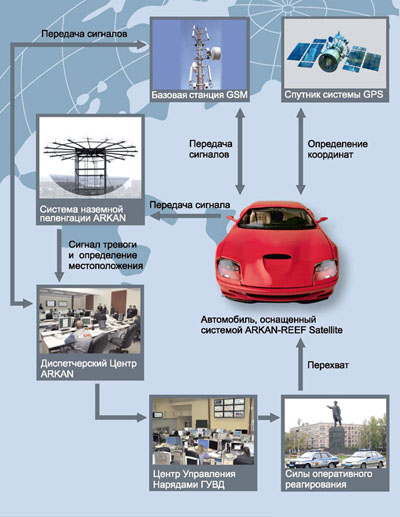 Передача сигналов
Базовая станция GSM
Спутник системы GPS
Передача
сигналов
Определение
координат
Система наземной
пеленгации ARKAN
Передача сигнала
Сигнал тревоги
и определение
местоположения
Автомобиль, оснащенный
системой ARKAN-REEF Satellite
Диспетчерский Центр
ARKAN
Перехват
Центр Управления
Нарядами ГУВД
Силы оперативного
реагирования